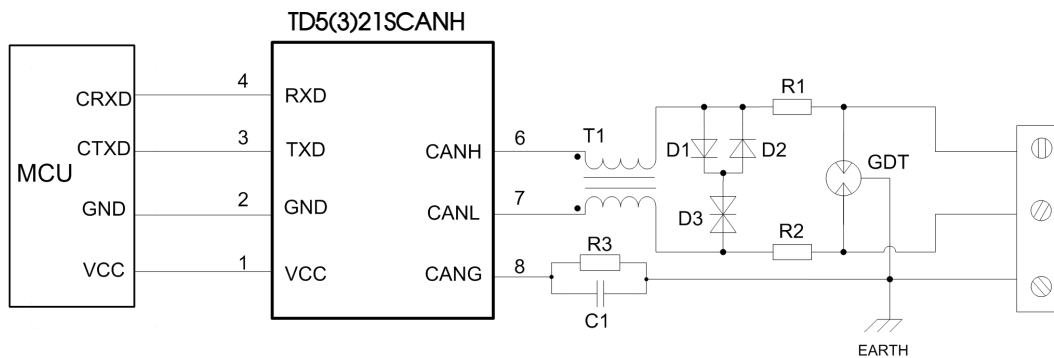 TD5(3)21SCANH
MCU
CRXD 4 RXD
CTXD 3 TXD
GND 2 GND
VCC 1 VCC
CANH 6
CANL 7
CANG 8
T1
R3
C1
D1
D2
D3
R1
R2
GDT
EARTH